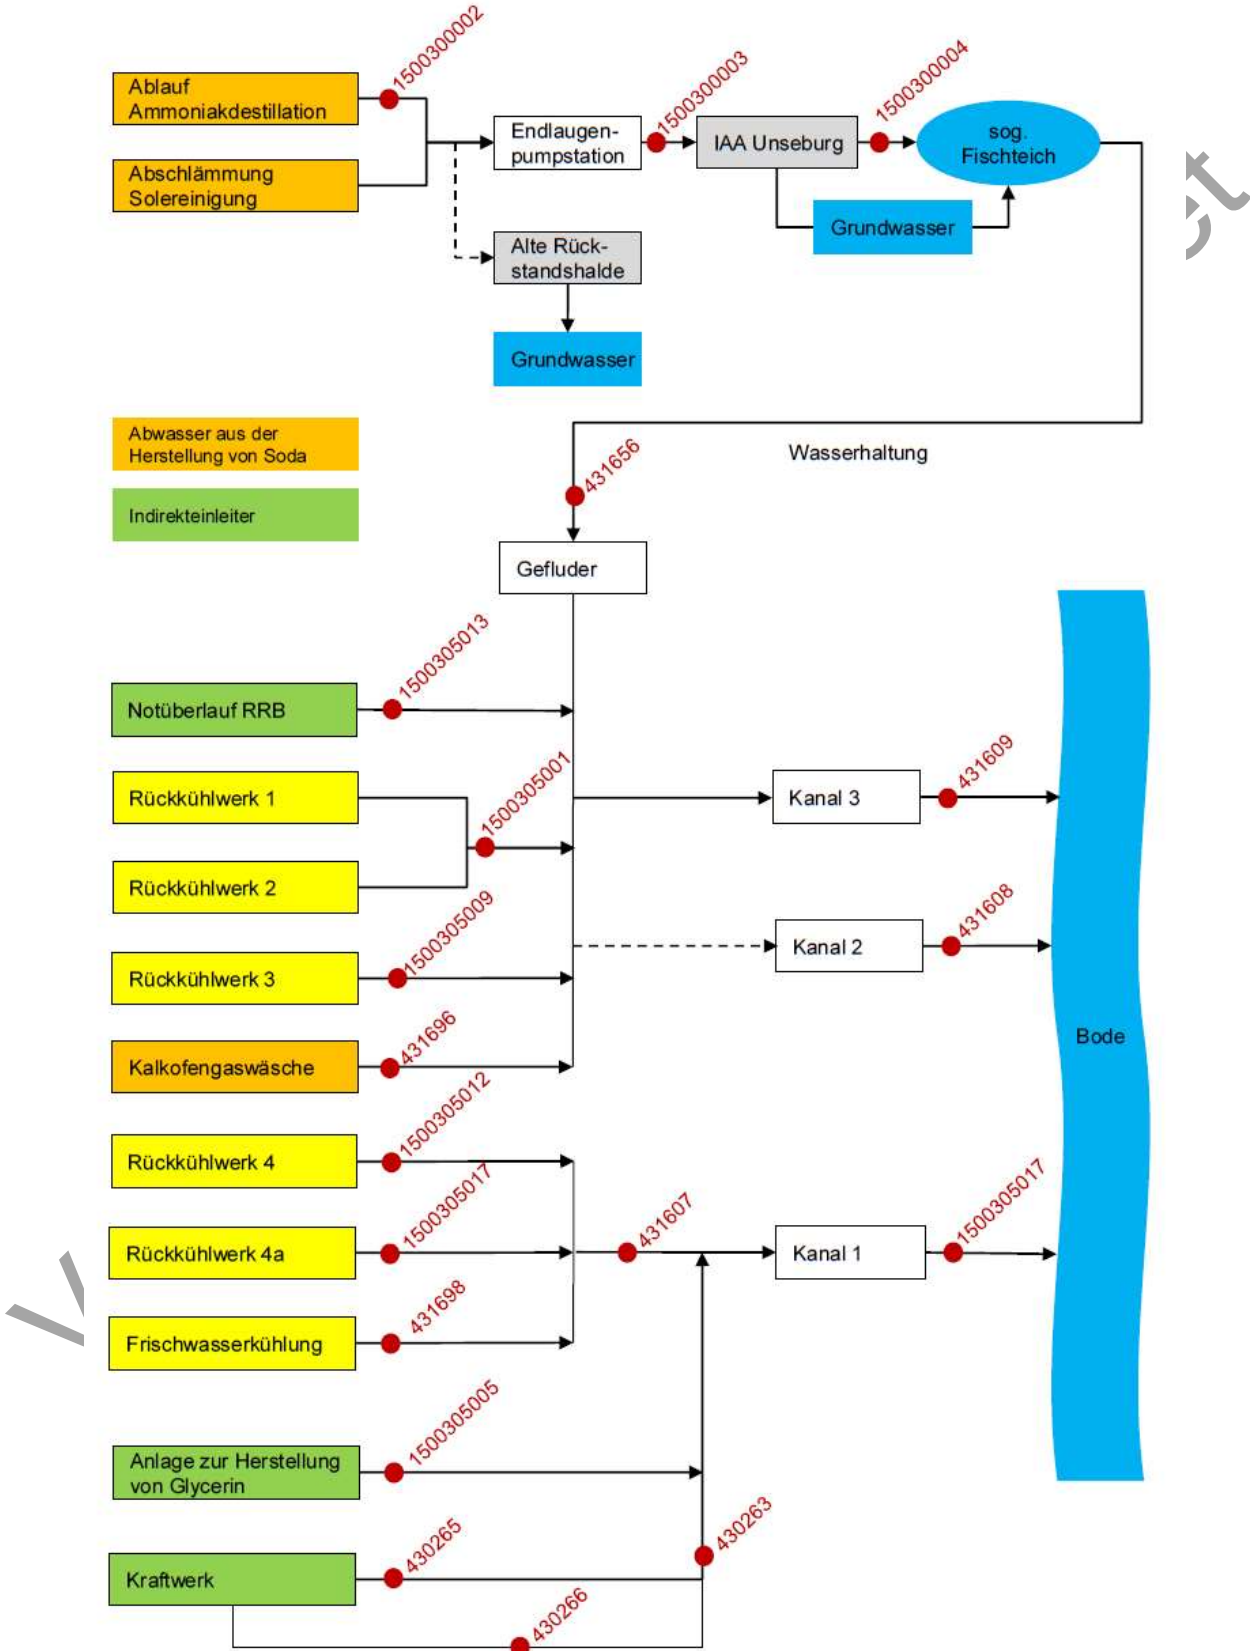 1500300002
1500300003
1500300004
Ablauf
Ammoniakdestillation
Endlaugen-
pumpstation
IAA Unseburg
sog.
Fischteich
Abschlämmung
Solereinigung
Grundwasser
Alte Rück-
standshalde
Grundwasser
Abwasser aus der
Herstellung von Soda
Wasserhaltung
431656
Indirekteinleiter
Gefluder
1500305013
Notüberlauf RRB
1500305001
431609
Rückkühlwerk 1
Kanal 3
Rückkühlwerk 2
1500305009
431608
Rückkühlwerk 3
Kanal 2
431696
Bode
Kalkofengaswäsche
1500305012
Rückkühlwerk 4
1500305017
431607
1500305017
Rückkühlwerk 4a
Kanal 1
431698
Frischwasserkühlung
1500305005
Anlage zur Herstellung
von Glycerin
430263
430265
Kraftwerk
430266